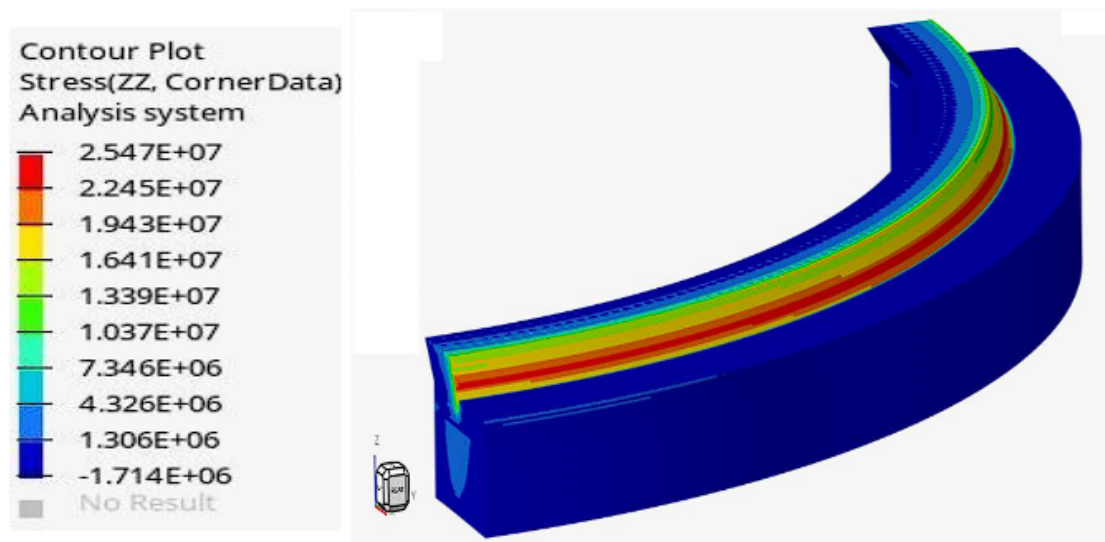 Contour Plot
Stress(ZZ, CornerData)
Analysis system
2.547E+07
2.245E+07
1.943E+07
1.641E+07
1.339E+07
1.037E+07
7.346E+06
4.326E+06
1.306E+06
-1.714E+06
No Result
Z
Y